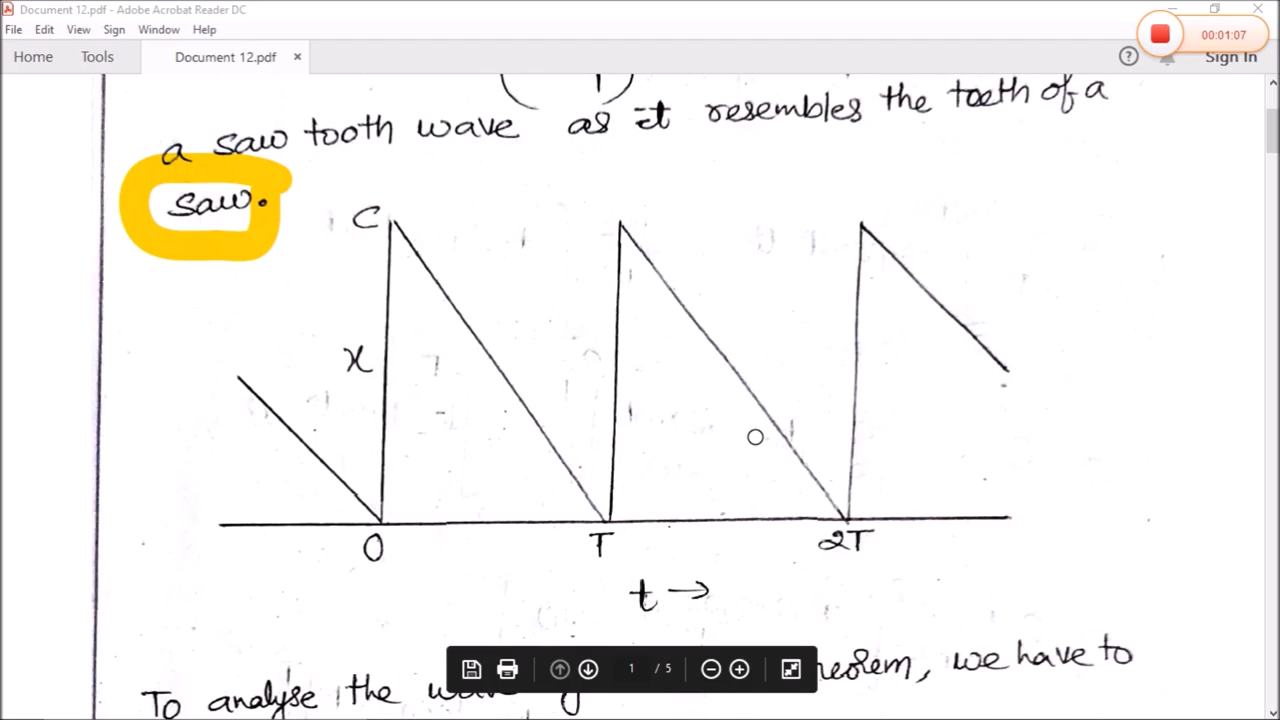 Document 12.pdf - Adobe Acrobat Reader DC
File Edit View Sign Window Help
00:01:07
Home Tools Document 12.pdf × ? Sign In
a saw tooth wave as it resembles the teeth of a
saw.
C
x
0 T 2T
t →
1 / 5
To analyse the we have to